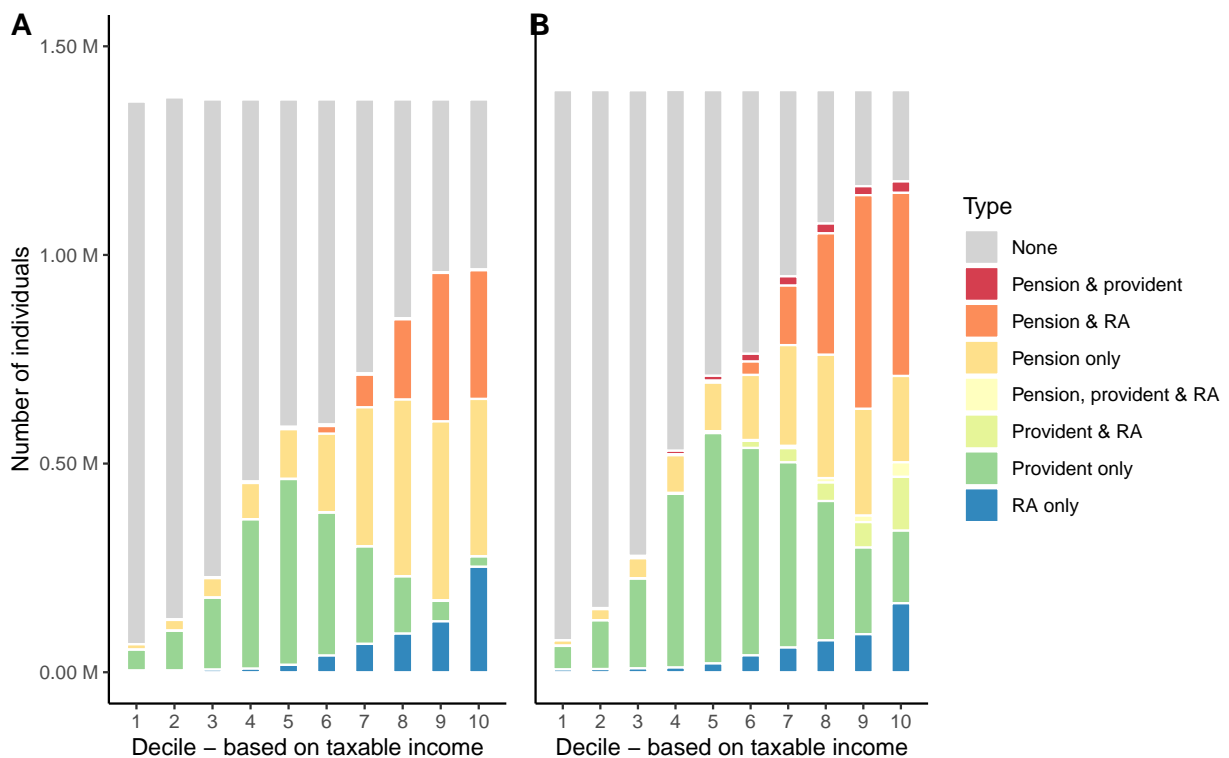 A
B
Number of individuals
1.50 M
1.00 M
0.50 M
0.00 M
1 2 3 4 5 6 7 8 9 10
Decile – based on taxable income
1 2 3 4 5 6 7 8 9 10
Decile – based on taxable income
Type
None
Pension & provident
Pension & RA
Pension only
Pension, provident & RA
Provident & RA
Provident only
RA only